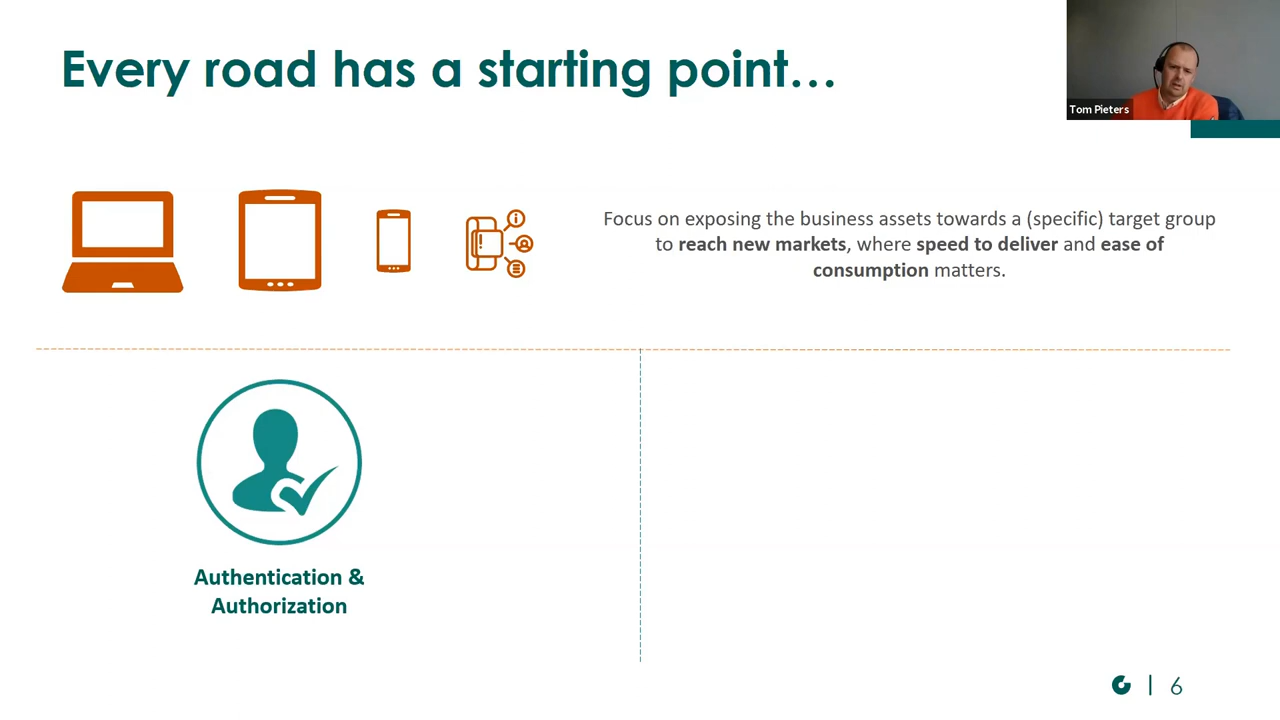 Every road has a starting point...
Tom Pieters
Focus on exposing the business assets towards a (specific) target group
to reach new markets, where speed to deliver and ease of
consumption matters.
Authentication &
Authorization
6